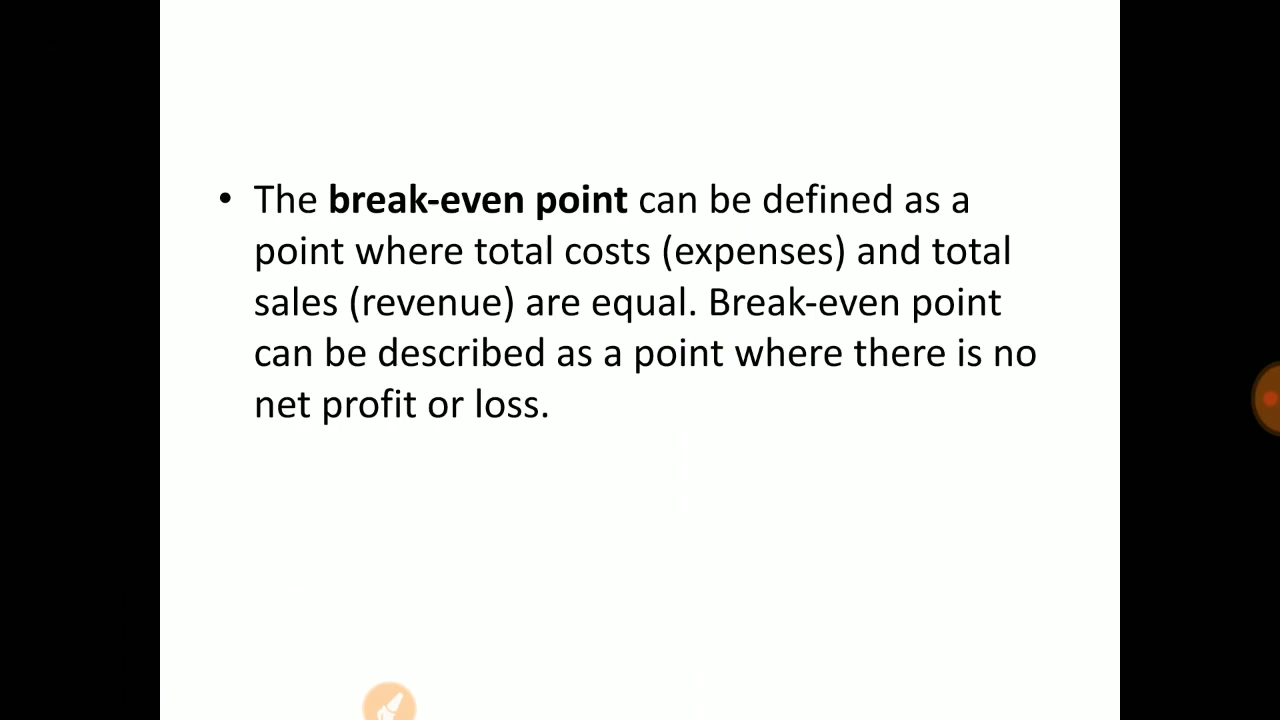 • The break-even point can be defined as a
point where total costs (expenses) and total
sales (revenue) are equal. Break-even point
can be described as a point where there is no
net profit or loss.